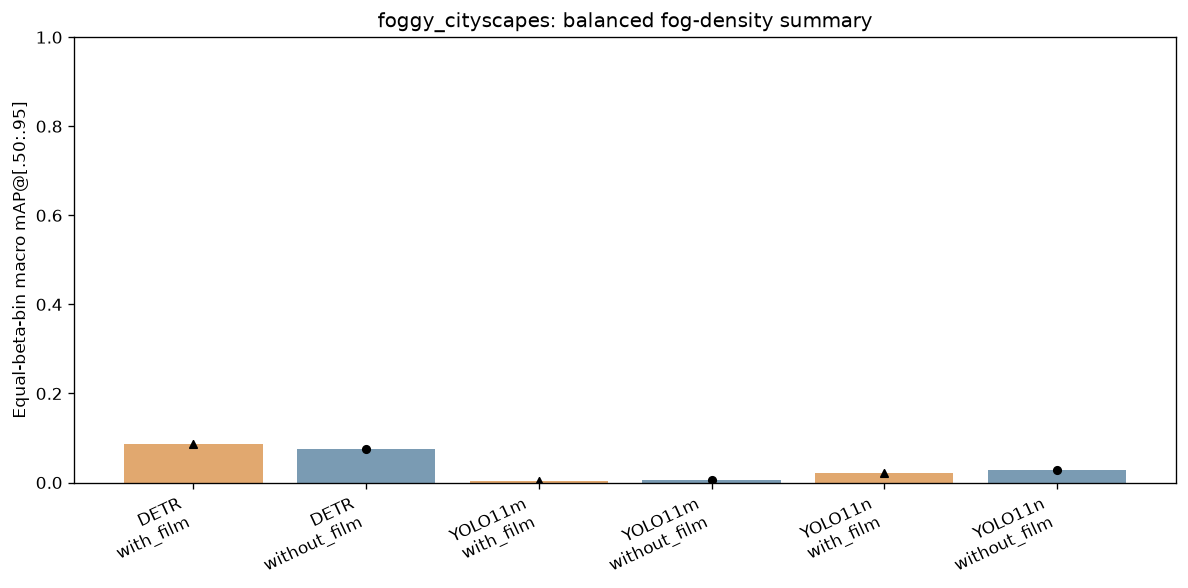 foggy_cityscapes: balanced fog-density summary
Equal-beta-bin macro mAP@[.50:.95]
1.0
0.8
0.6
0.4
0.2
0.0
DETR
with_film
DETR
without_film
YOLO11m
with_film
YOLO11m
without_film
YOLO11n
with_film
YOLO11n
without_film